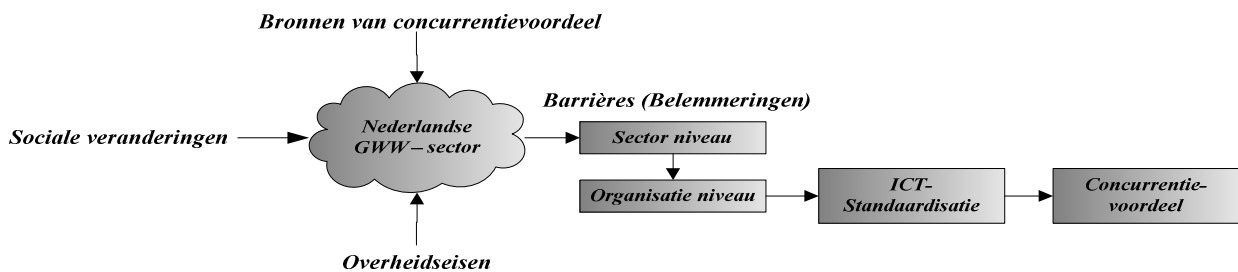 Bronnen van concurrentievoordeel
Sociale veranderingen
Nederlandse
GWW – sector
Overheidseisen
Barrières (Belemmeringen)
Sector niveau
Organisatie niveau
ICT-
Standaardisatie
Concurrentie-
voordeel